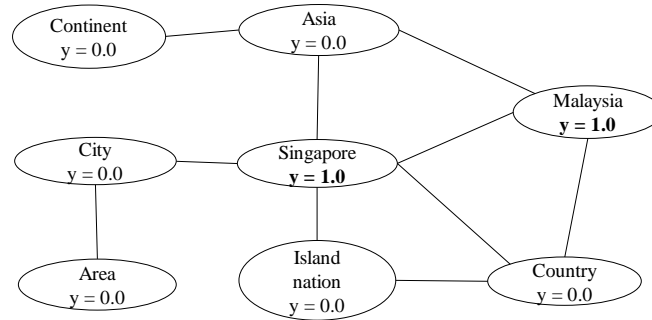 Continent
y = 0.0
Asia
y = 0.0
Malaysia
y = 1.0
City
y = 0.0
Singapore
y = 1.0
Area
y = 0.0
Island
nation
y = 0.0
Country
y = 0.0